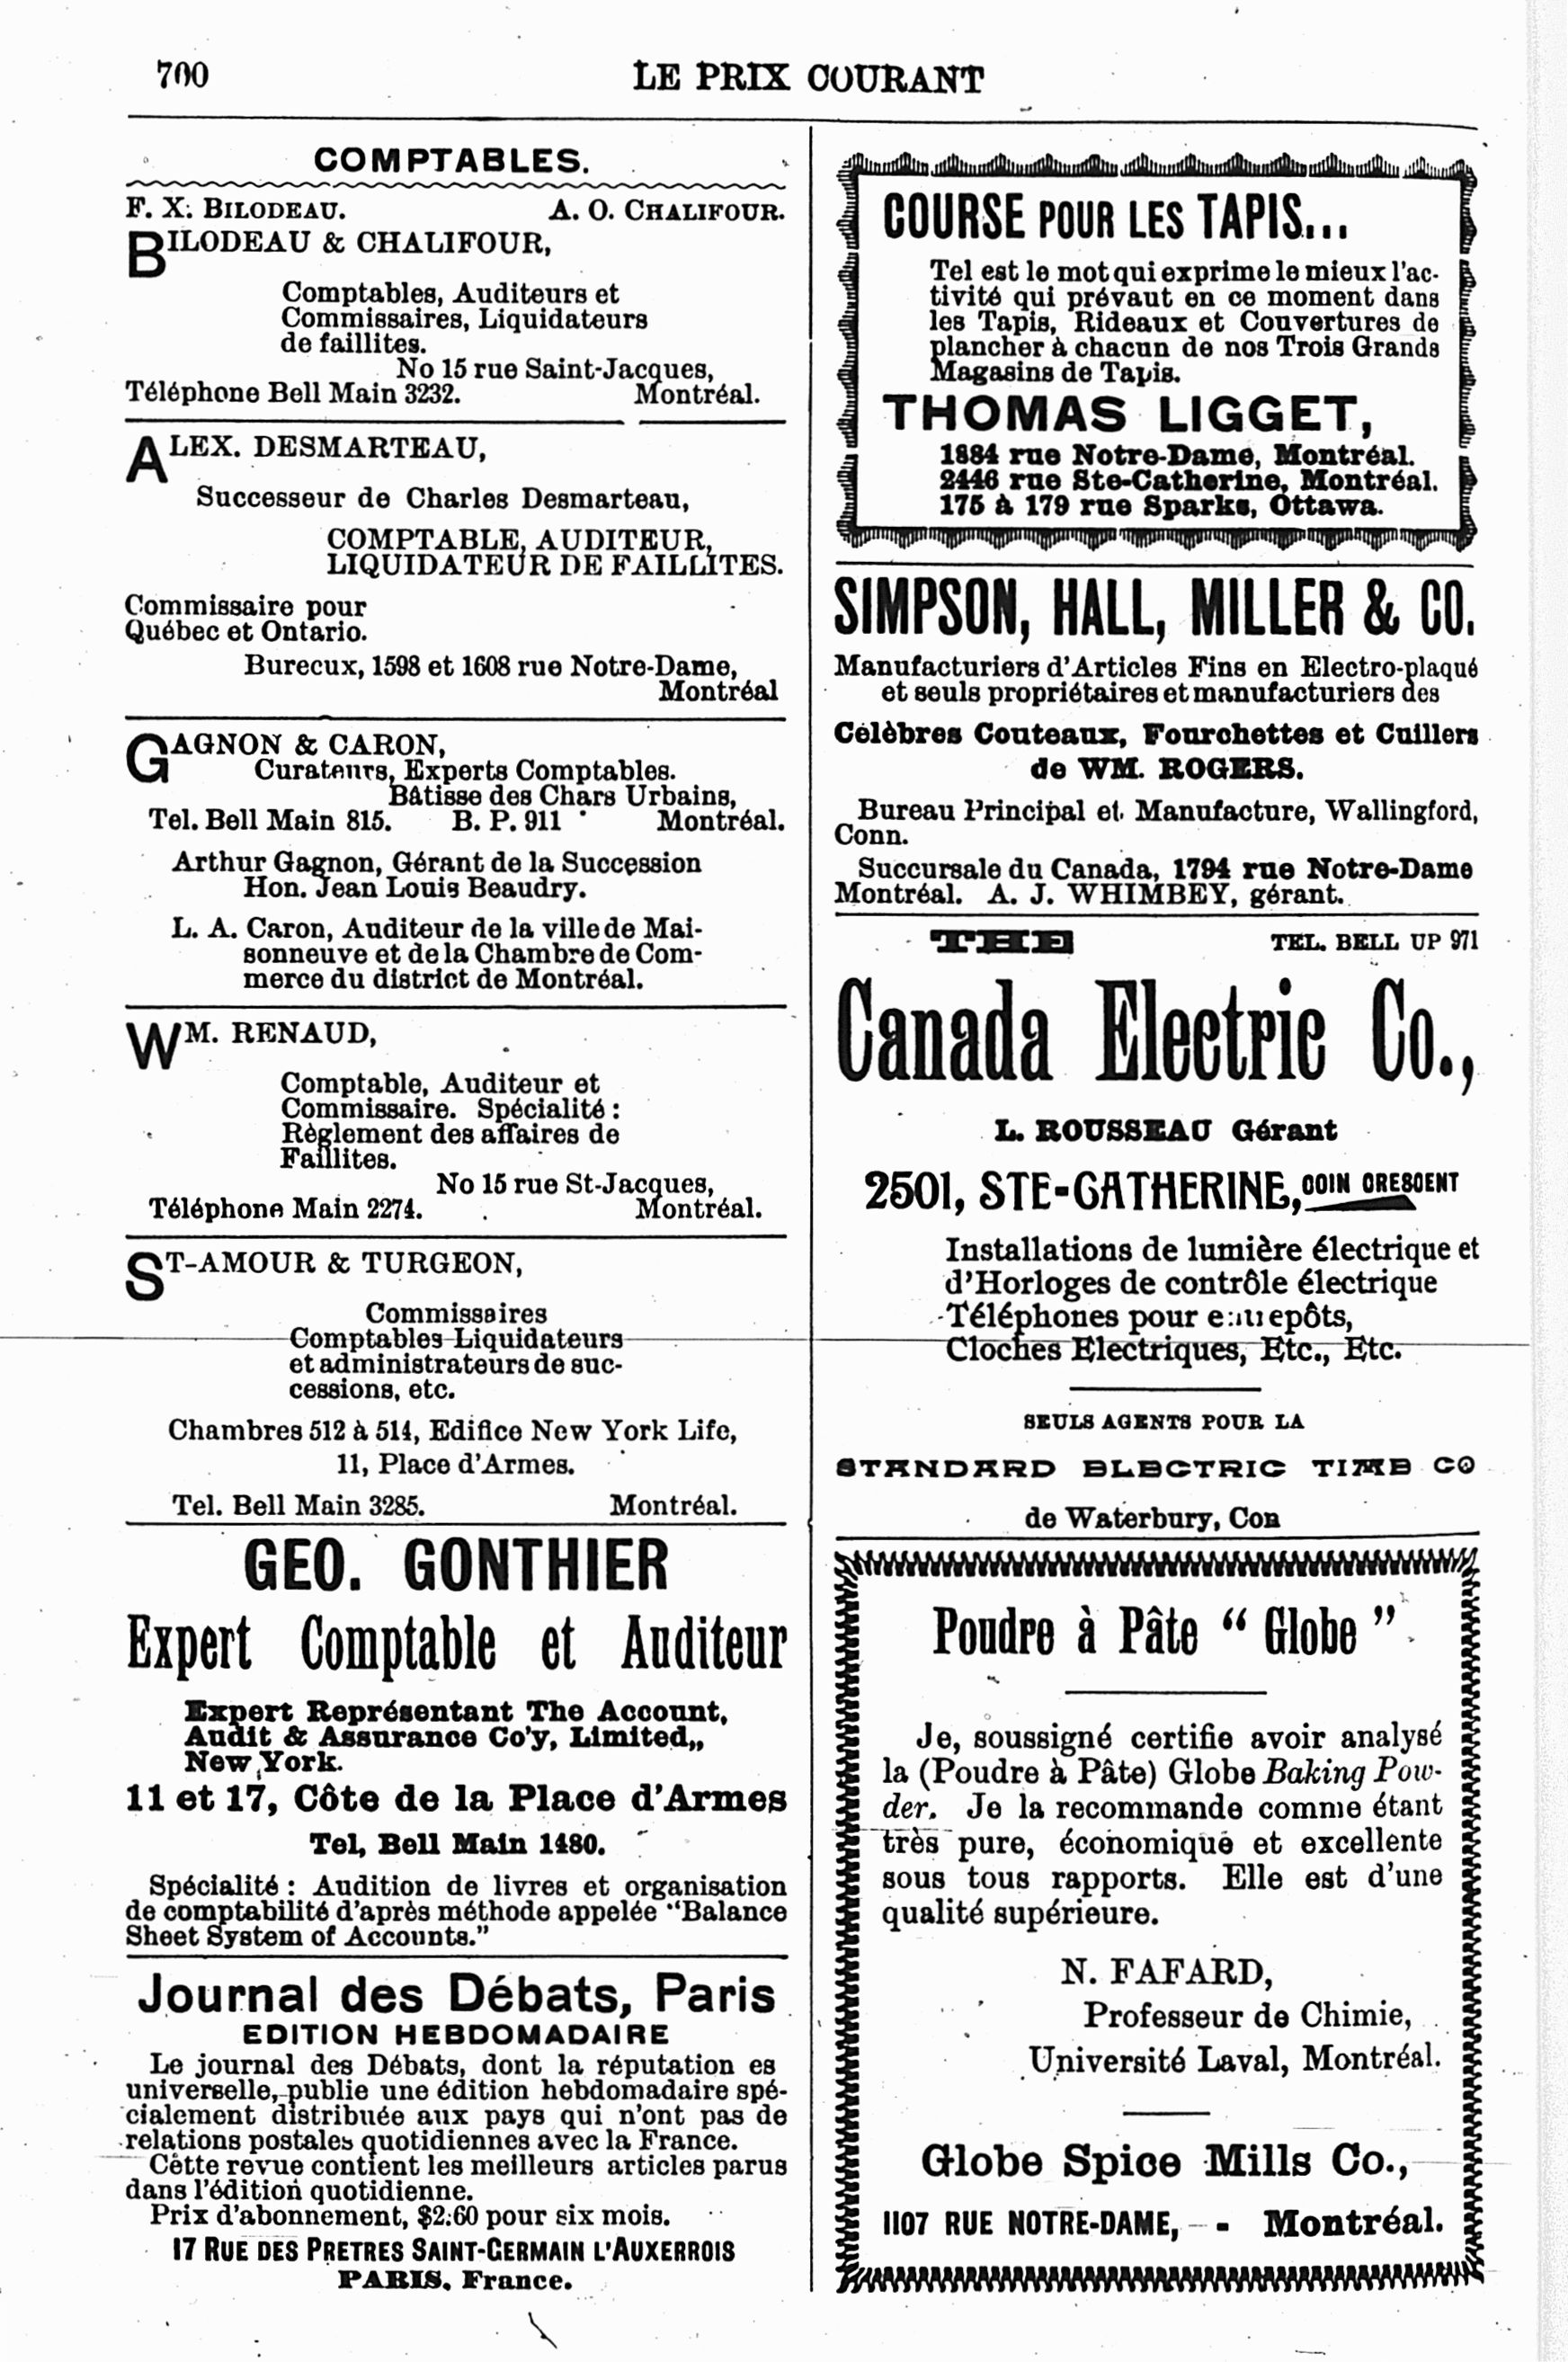 700
LE PRIX COURANT
COMPTABLES.
F. X. BILODEAU. A. O. CHALIFOUR.
BILODEAU & CHALIFOUR,
Comptables, Auditeurs et
Commissaires, Liquidateurs
de faillites.
No 15 rue Saint-Jacques,
Téléphone Bell Main 3232. Montréal.
ALEX. DESMARTEAU,
Successeur de Charles Desmarteau,
COMPTABLE, AUDITEUR,
LIQUIDATEUR DE FAILLITES.
Commissaire pour
Québec et Ontario.
Burecux, 1598 et 1608 rue Notre-Dame,
Montréal
GAGNON & CARON,
Curateurs, Experts Comptables.
Bâtisse des Chars Urbains,
Tel. Bell Main 815. B. P. 911 Montréal.
Arthur Gagnon, Gérant de la Succession
Hon. Jean Louis Beaudry.
L. A. Caron, Auditeur de la ville de Mai-
sonneuve et de la Chambre de Com-
merce du district de Montréal.
WM. RENAUD,
Comptable, Auditeur et
Commissaire. Spécialité :
Règlement des affaires de
Faillites.
No 15 rue St-Jacques,
Téléphone Main 2274. Montréal.
ST-AMOUR & TURGEON,
Commissaires
Comptables Liquidateurs
et administrateurs de suc-
cessions, etc.
Chambres 512 à 514, Edifice New York Life,
11, Place d'Armes.
Tel. Bell Main 3285. Montréal.
GEO. GONTHIER
Expert Comptable et Auditeur
Expert Représentant The Account,
Audit & Assurance Co'y, Limited,,
New York.
11 et 17, Côte de la Place d'Armes
Tel, Bell Main 1480.
Spécialité : Audition de livres et organisation
de comptabilité d'après méthode appelée "Balance
Sheet System of Accounts."
Journal des Débats, Paris
EDITION HEBDOMADAIRE
Le journal des Débats, dont la réputation es
universelle, publie une édition hebdomadaire spé-
cialement distribuée aux pays qui n'ont pas de
relations postales quotidiennes avec la France.
Cette revue contient les meilleurs articles parus
dans l'édition quotidienne.
Prix d'abonnement, $2.60 pour six mois.
17 RUE DES PRETRES SAINT-GERMAIN L'AUXERROIS
PARIS. France.
COURSE POUR LES TAPIS...
Tel est le mot qui exprime le mieux l'ac-
tivité qui prévaut en ce moment dans
les Tapis, Rideaux et Couvertures de
plancher à chacun de nos Trois Grands
Magasins de Tapis.
THOMAS LIGGET,
1884 rue Notre-Dame, Montréal.
2446 rue Ste-Catherine, Montréal.
175 à 179 rue Sparks, Ottawa.
SIMPSON, HALL, MILLER & CO.
Manufacturiers d'Articles Fins en Electro-plaqué
et seuls propriétaires et manufacturiers des
Célèbres Couteaux, Fourchettes et Cuillers
de WM. ROGERS.
Bureau Principal et Manufacture, Wallingford,
Conn.
Succursale du Canada, 1794 rue Notre-Dame
Montréal. A. J. WHIMBEY, gérant.
THE TEL. BELL UP 971
Canada Electric Co.,
L. ROUSSEAU Gérant
2501, STE-CATHERINE, COIN CRESCENT
Installations de lumière électrique et
d'Horloges de contrôle électrique
Téléphones pour
Cloches Electriques, Etc., Etc.
SEULS AGENTS POUR LA
STANDARD ELECTRIC TIME CO
de Waterbury, Con
Poudre à Pâte " Globe "
Je, soussigné certifie avoir analysé
la (Poudre à Pâte) Globe Baking Pow-
der. Je la recommande comme étant
très pure, économique et excellente
sous tous rapports. Elle est d'une
qualité supérieure.
N. FAFARD,
Professeur de Chimie,
Université Laval, Montréal.
Globe Spice Mills Co.,
1107 RUE NOTRE-DAME, - - Montréal.